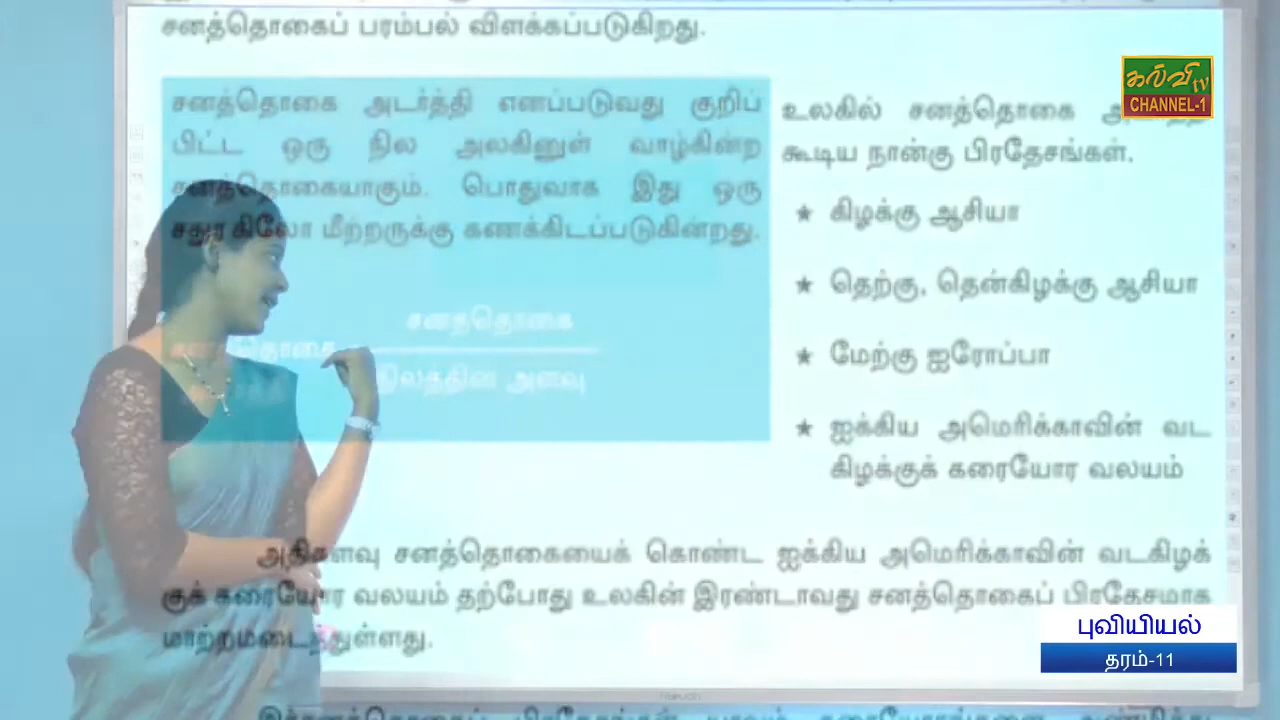 சனத்தொகைப் பரம்பல் விளக்கப்படுகிறது.
சனத்தொகை அடர்த்தி எனப்படுவது குறிப்
பிட்ட ஒரு நில அலகினுள் வாழ்கின்ற
சனத்தொகையாகும். பொதுவாக இது ஒரு
சதுர கிலோ மீற்றருக்கு கணக்கிடப்படுகின்றது.
சனத்தொகை
நிலத்தின் அளவு
உலகில் சனத்தொகை
கூடிய நான்கு பிரதேசங்கள்.
★ கிழக்கு ஆசியா
★ தெற்கு, தென்கிழக்கு ஆசியா
★ மேற்கு ஐரோப்பா
★ ஐக்கிய அமெரிக்காவின் வட
கிழக்குக் கரையோர வலயம்
அதிகளவு சனத்தொகையைக் கொண்ட ஐக்கிய அமெரிக்காவின் வடகிழக்
குக் கரையோர வலயம் தற்போது உலகின் இரண்டாவது சனத்தொகைப் பிரதேசமாக
மாற்றமடைந்துள்ளது.
கல்வி TV
CHANNEL-1
புவியியல்
தரம்-11